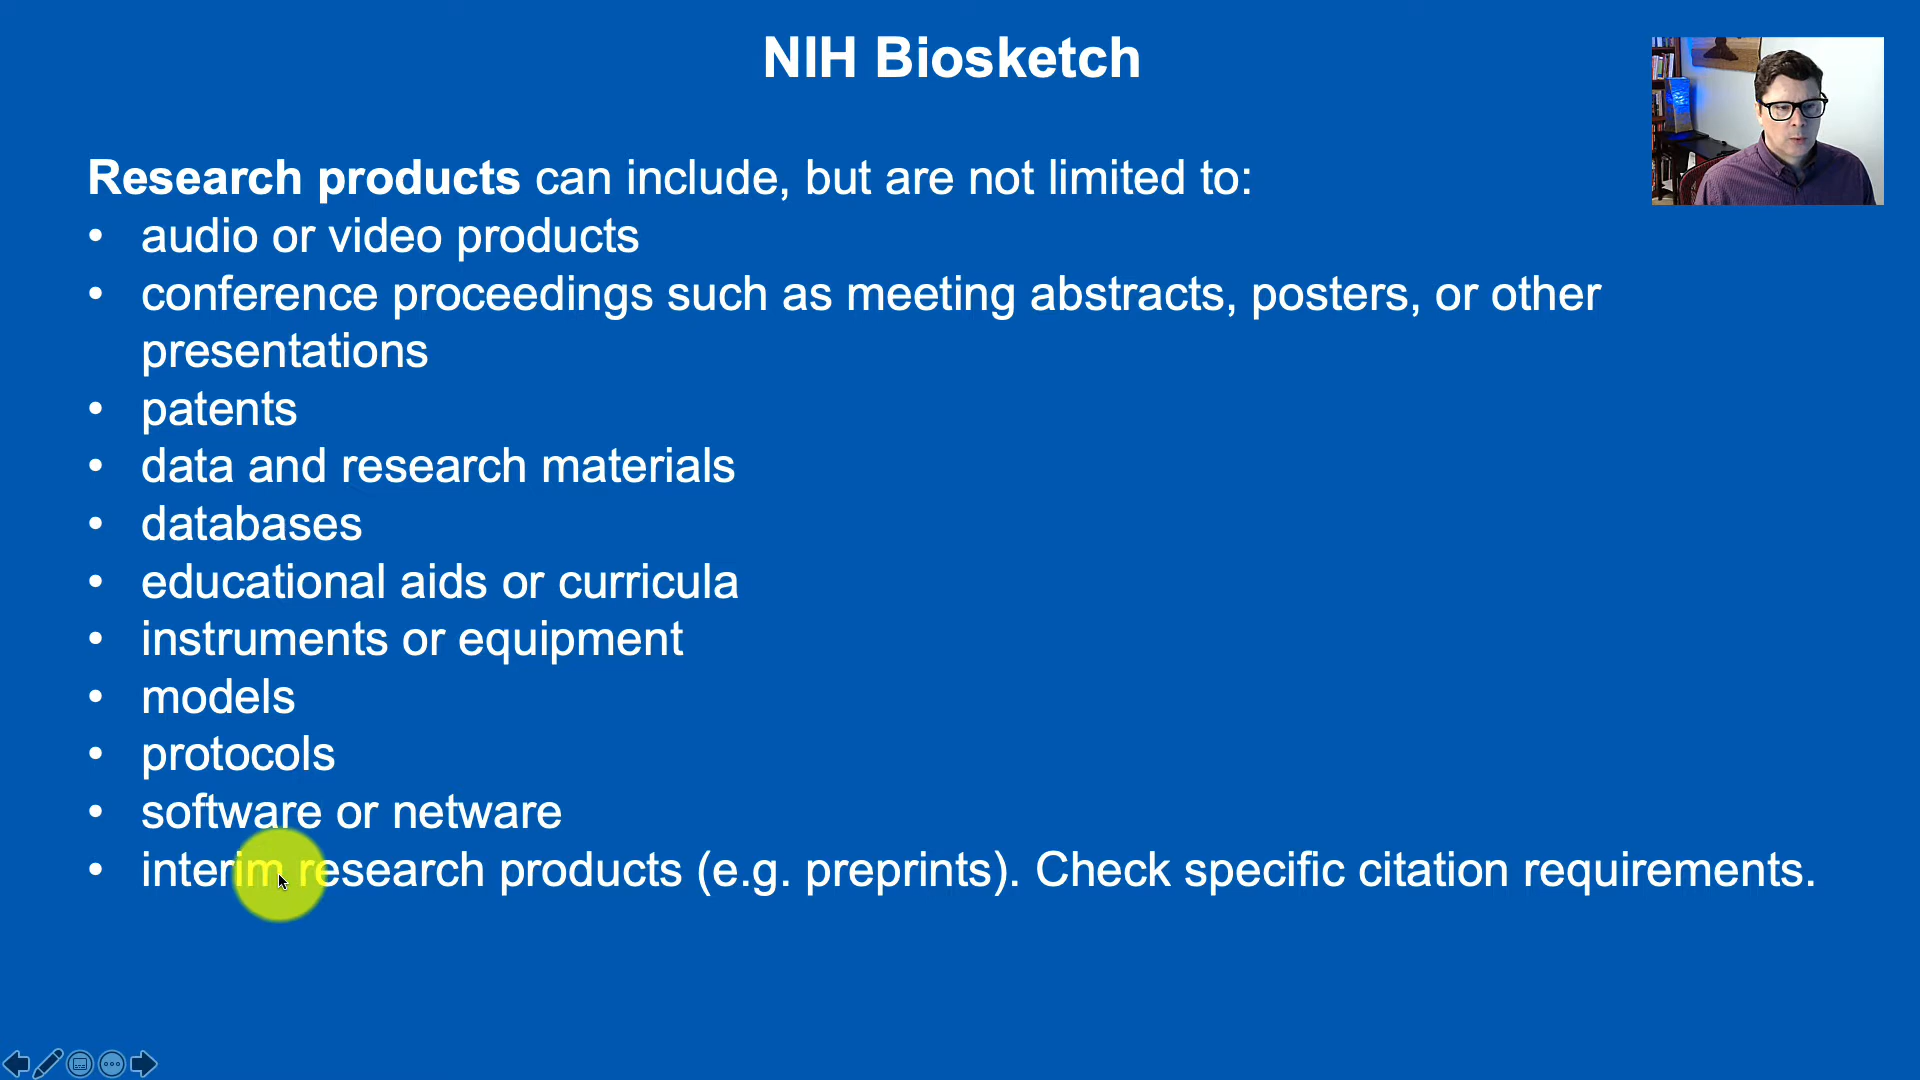 NIH Biosketch
Research products can include, but are not limited to:
• audio or video products
• conference proceedings such as meeting abstracts, posters, or other
presentations
• patents
• data and research materials
• databases
• educational aids or curricula
• instruments or equipment
• models
• protocols
• software or netware
• interim research products (e.g. preprints). Check specific citation requirements.